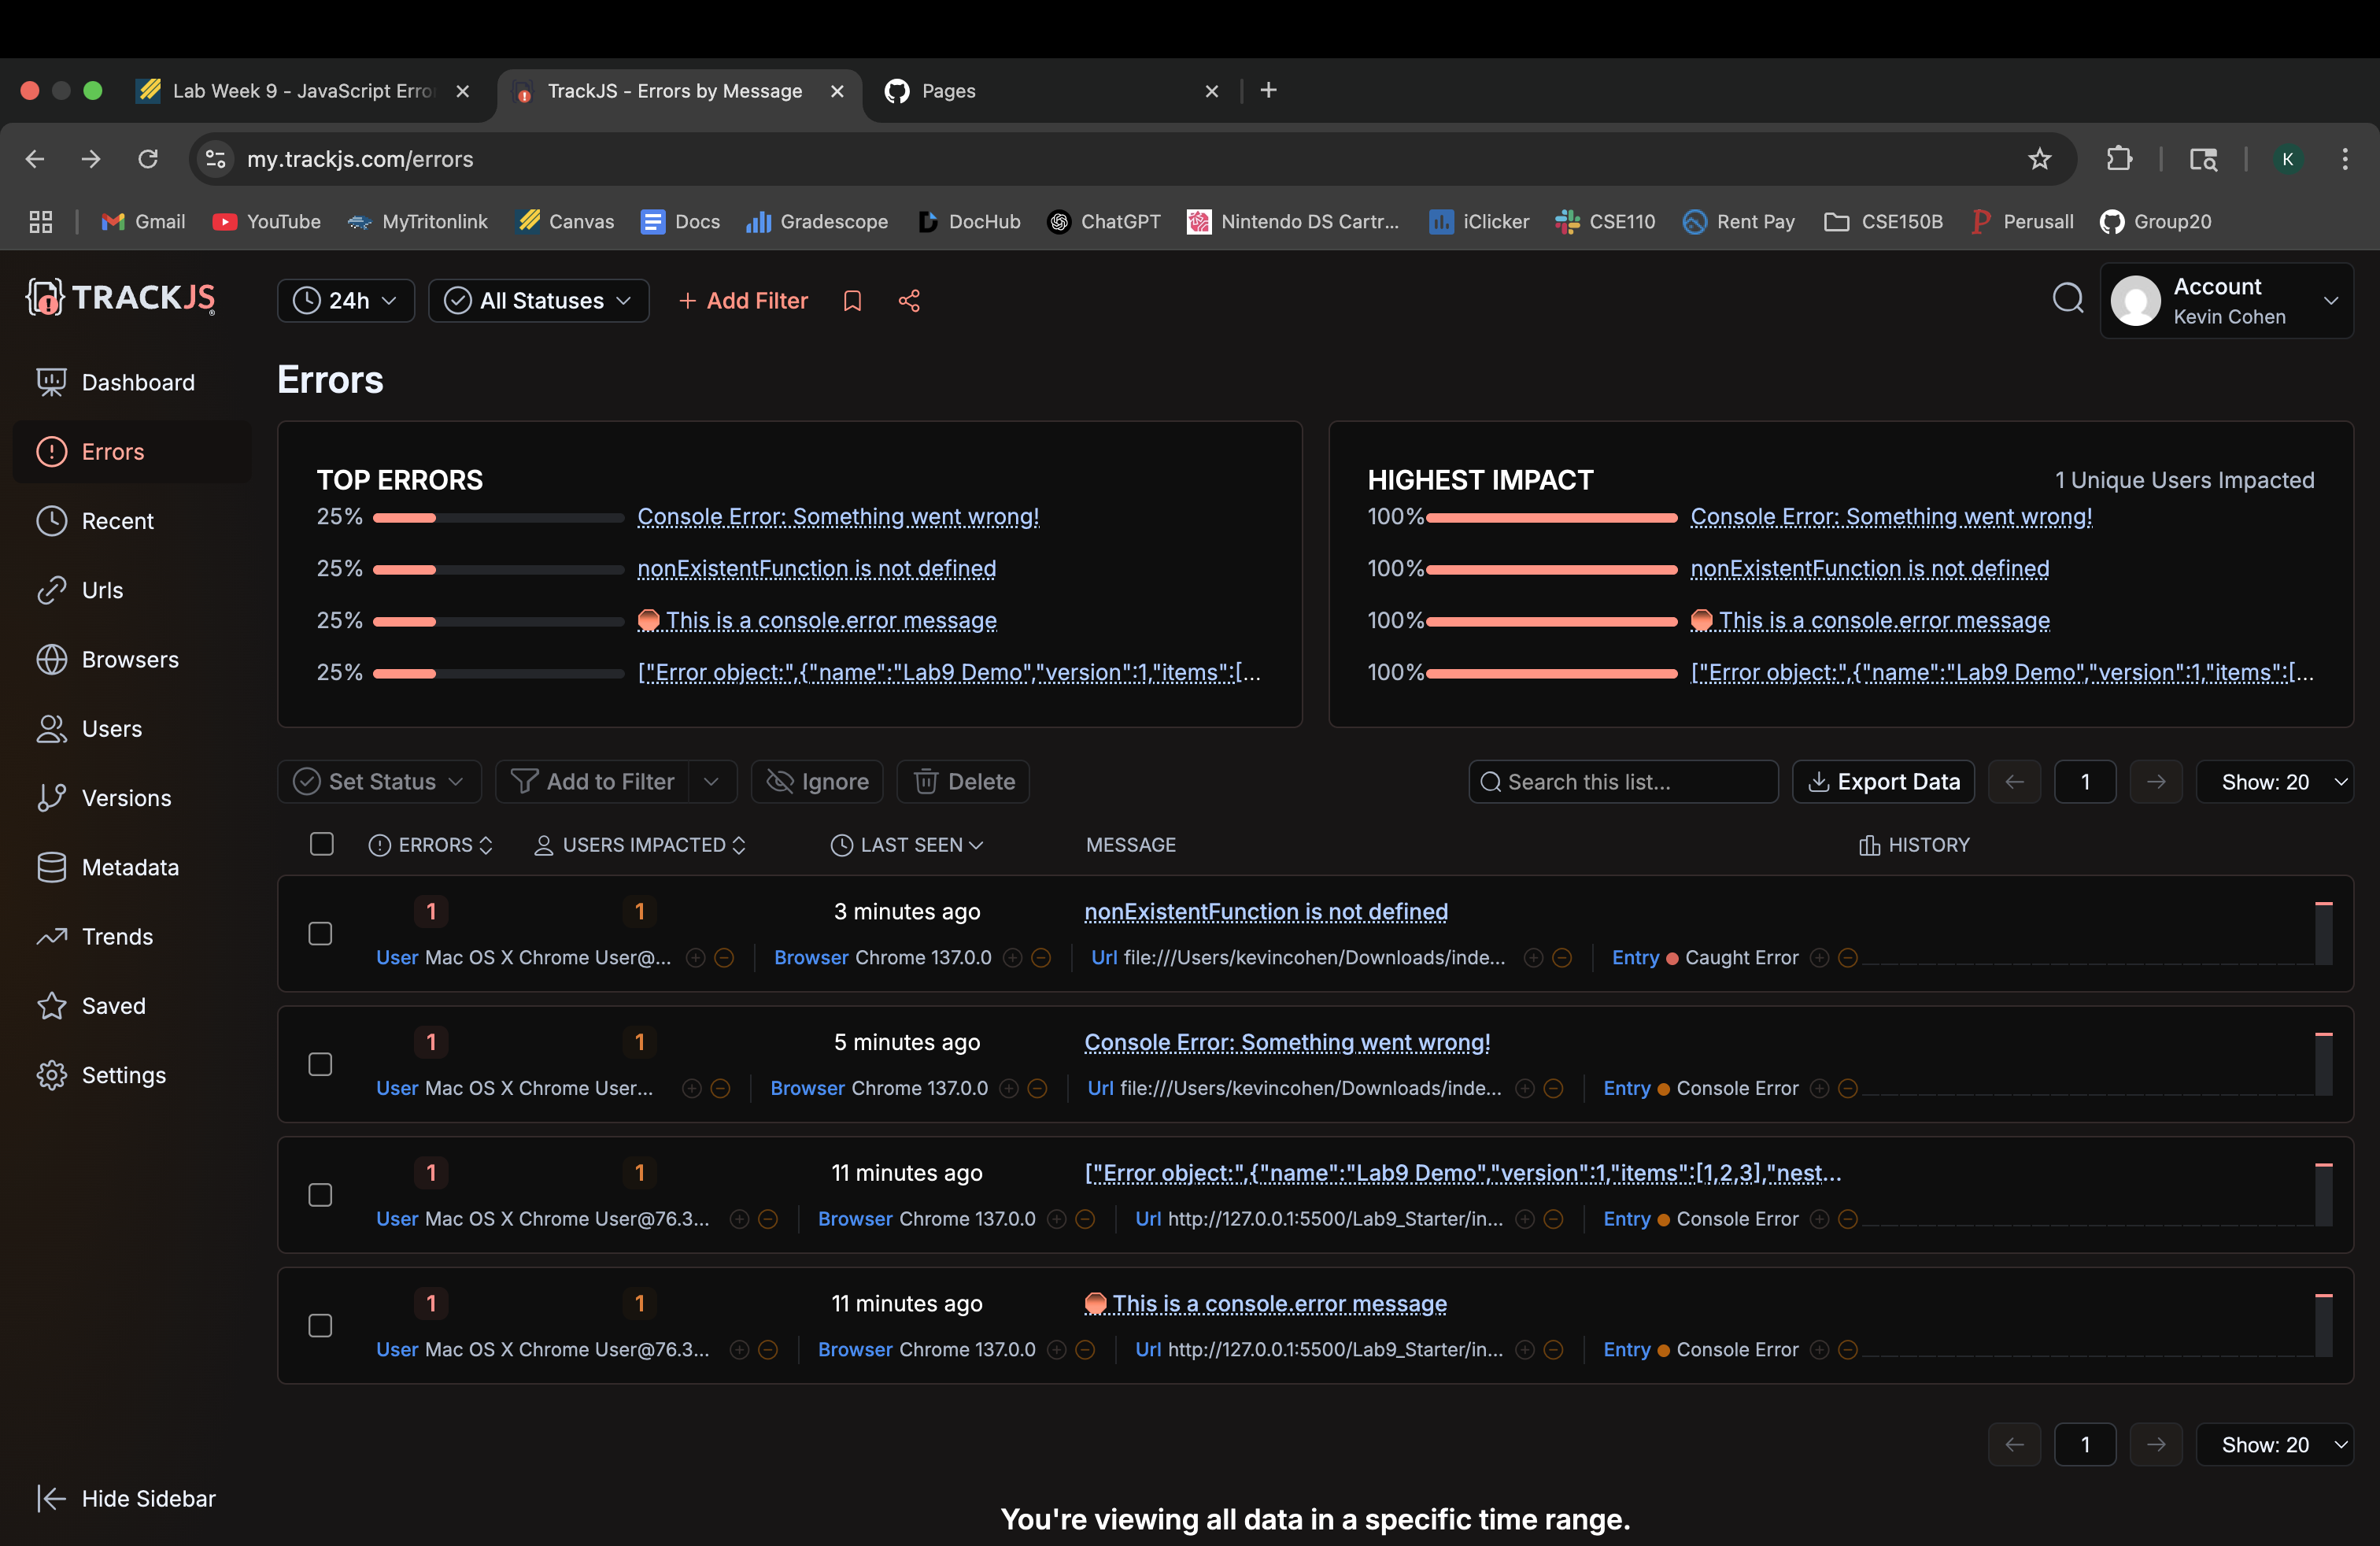 Lab Week 9 - JavaScript Erro
TrackJS - Errors by Message
Pages
my.trackjs.com/errors
K
Gmail YouTube MyTritonlink Canvas Docs Gradescope DocHub ChatGPT Nintendo DS Cartr... iClicker CSE110 Rent Pay CSE150B Perusall Group20
TRACKJS
24h
All Statuses
+ Add Filter
Account
Kevin Cohen
Dashboard
Errors
Recent
Urls
Browsers
Users
Versions
Metadata
Trends
Saved
Settings
Hide Sidebar
Errors
TOP ERRORS
25% Console Error: Something went wrong!
25% nonExistentFunction is not defined
25% 🛑 This is a console.error message
25% ["Error object:",{"name":"Lab9 Demo","version":1,"items":[...
HIGHEST IMPACT
1 Unique Users Impacted
100% Console Error: Something went wrong!
100% nonExistentFunction is not defined
100% 🛑 This is a console.error message
100% ["Error object:",{"name":"Lab9 Demo","version":1,"items":[...
Set Status Add to Filter Ignore Delete Search this list... Export Data 1 Show: 20
ERRORS USERS IMPACTED LAST SEEN MESSAGE HISTORY
1 1 3 minutes ago nonExistentFunction is not defined
User Mac OS X Chrome User@... Browser Chrome 137.0.0 Url file:///Users/kevincohen/Downloads/inde... Entry Caught Error
1 1 5 minutes ago Console Error: Something went wrong!
User Mac OS X Chrome User... Browser Chrome 137.0.0 Url file:///Users/kevincohen/Downloads/inde... Entry Console Error
1 1 11 minutes ago ["Error object:",{"name":"Lab9 Demo","version":1,"items":[1,2,3],"nest...
User Mac OS X Chrome User@76.3... Browser Chrome 137.0.0 Url http://127.0.0.1:5500/Lab9_Starter/in... Entry Console Error
1 1 11 minutes ago 🛑 This is a console.error message
User Mac OS X Chrome User@76.3... Browser Chrome 137.0.0 Url http://127.0.0.1:5500/Lab9_Starter/in... Entry Console Error
1 Show: 20
You're viewing all data in a specific time range.